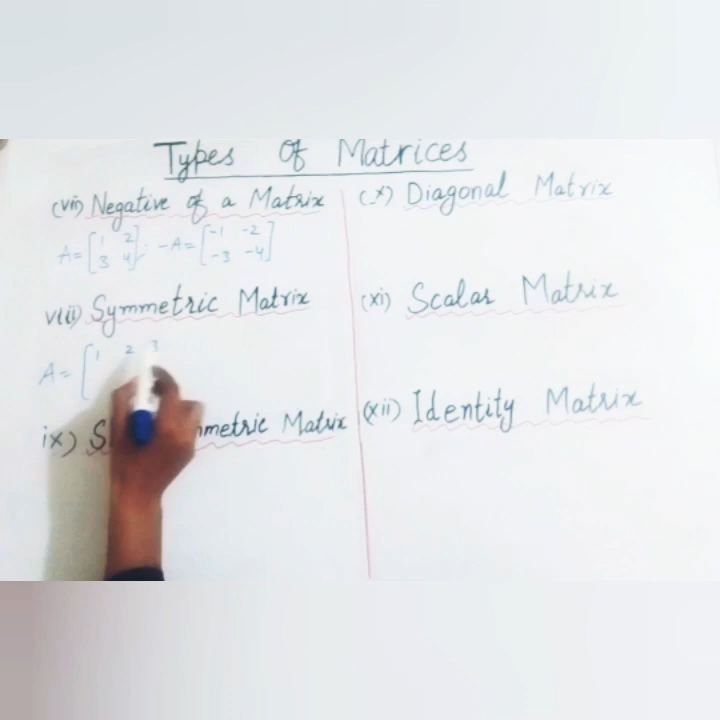 Types Of Matrices
(vii) Negative of a Matrix
A = [1 2 3 4]; -A = [-1 -2 -3 -4]
viii) Symmetric Matrix
A = [1 2 3
ix) S mmetric Matrix
(x) Diagonal Matrix
(xi) Scalar Matrix
(xii) Identity Matrix